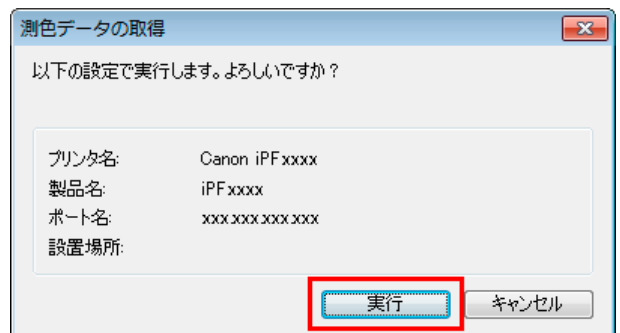 測色データの取得
以下の設定で実行します。よろしいですか？
プリンタ名: Canon iPFxxxx
製品名: iPFxxxx
ポート名: xxx.xxx.xxx.xxx
設置場所:
実行 キャンセル